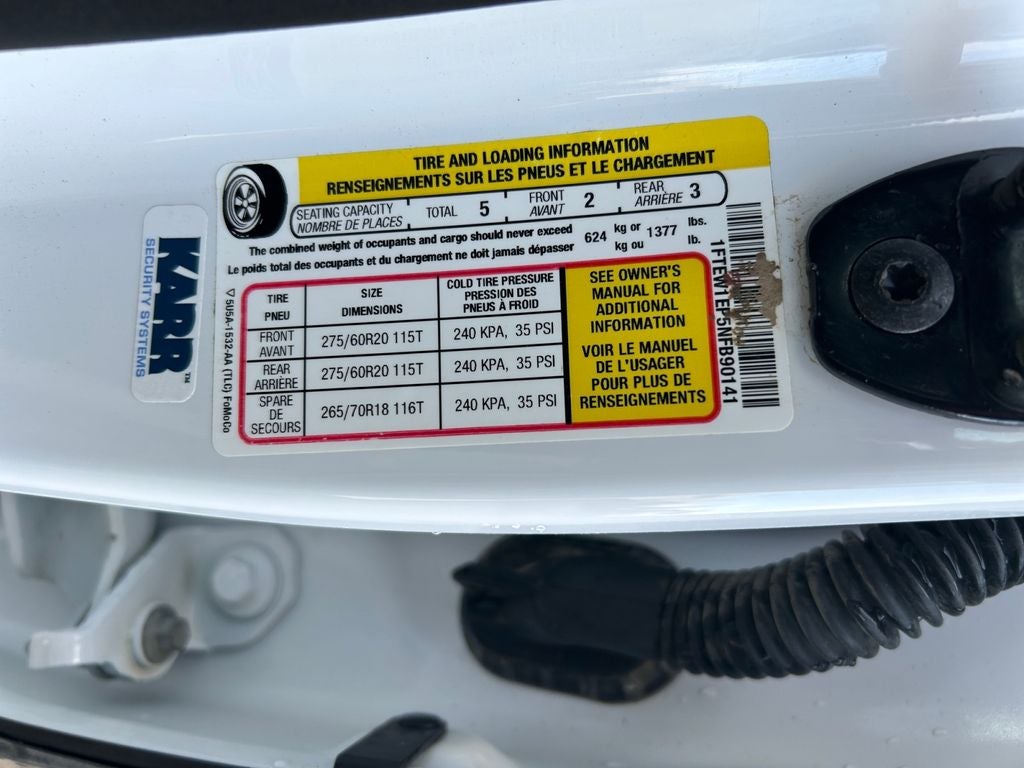 TIRE AND LOADING INFORMATION
RENSEIGNEMENTS SUR LES PNEUS ET LE CHARGEMENT
SEATING CAPACITY TOTAL 5 FRONT 2 REAR 3
NOMBRE DE PLACES AVANT ARRIÈRE
The combined weight of occupants and cargo should never exceed 624 kg or 1377 lbs.
Le poids total des occupants et du chargement ne doit jamais dépasser kg ou lb.
TIRE SIZE COLD TIRE PRESSURE
PNEU DIMENSIONS PRESSION DES
PNEUS À FROID
FRONT
AVANT 275/60R20 115T 240 KPA, 35 PSI
REAR
ARRIÈRE 275/60R20 115T 240 KPA, 35 PSI
SPARE
DE
SECOURS 265/70R18 116T 240 KPA, 35 PSI
SEE OWNER'S
MANUAL FOR
ADDITIONAL
INFORMATION
VOIR LE MANUEL
DE L'USAGER
POUR PLUS DE
RENSEIGNEMENTS
5U5A-1532-AA (TLC) FoMoCo
1FTEW1EP5NFB90141
KARR™
SECURITY SYSTEMS